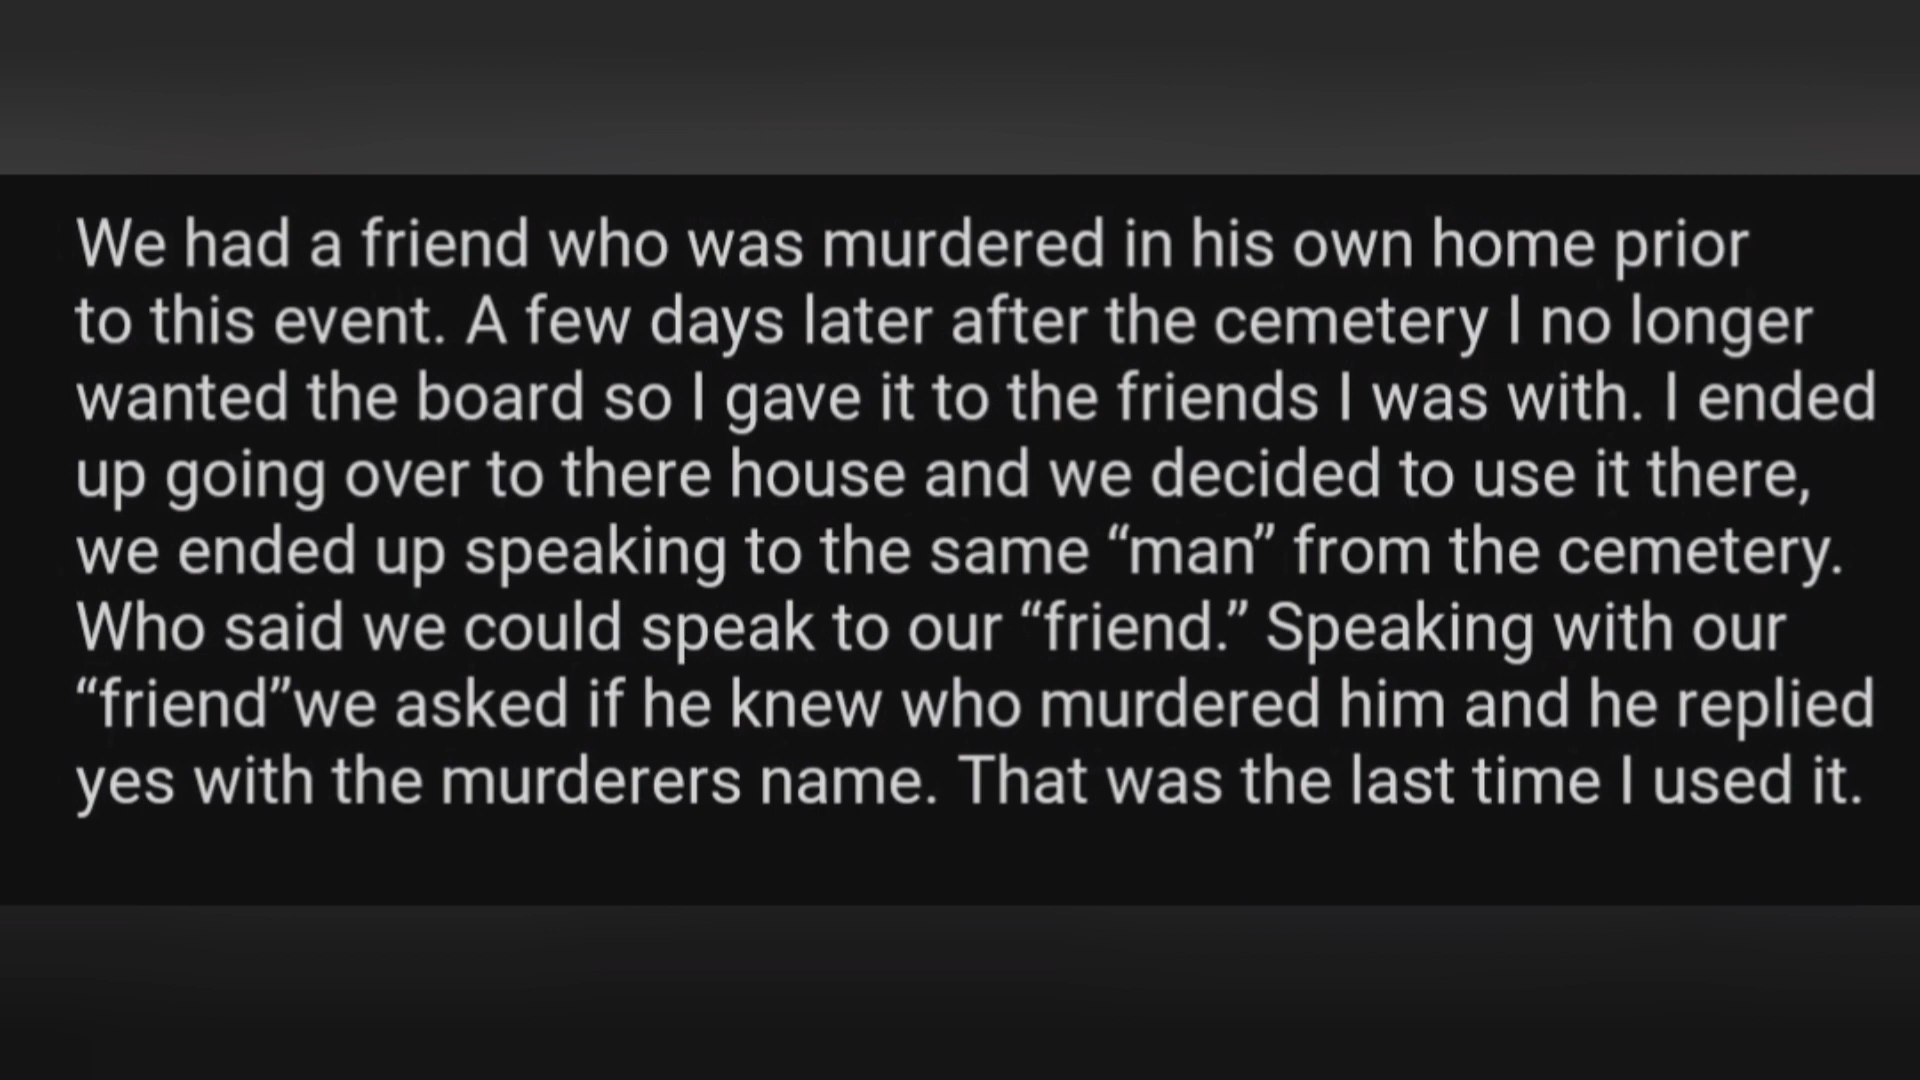 We had a friend who was murdered in his own home prior
to this event. A few days later after the cemetery I no longer
wanted the board so I gave it to the friends I was with. I ended
up going over to there house and we decided to use it there,
we ended up speaking to the same “man” from the cemetery.
Who said we could speak to our “friend.” Speaking with our
“friend”we asked if he knew who murdered him and he replied
yes with the murderers name. That was the last time I used it.